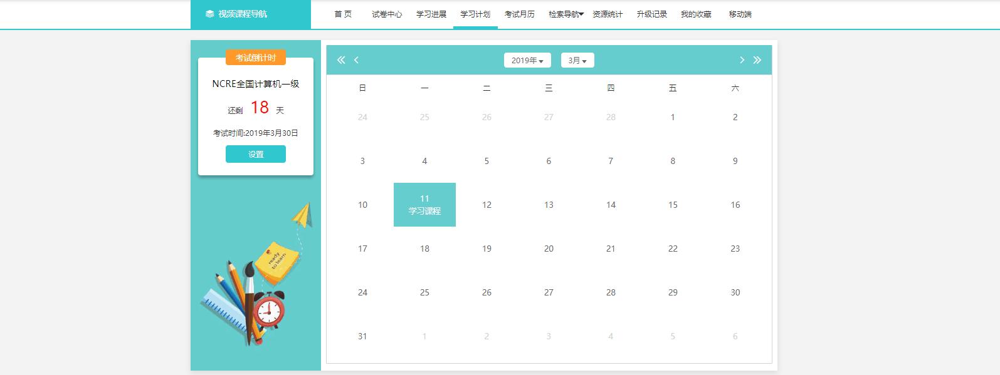 视频课程导航 首 页 试卷中心 学习进展 学习计划 考试月历 检索导航 资源统计 升级记录 我的收藏 移动端
考试倒计时
NCRE全国计算机一级
还剩 18 天
考试时间:2019年3月30日
设置
ready
to learn
2019年 3月
日 一 二 三 四 五 六
24 25 26 27 28 1 2
3 4 5 6 7 8 9
10 11 12 13 14 15 16
学习课程
17 18 19 20 21 22 23
24 25 26 27 28 29 30
31 1 2 3 4 5 6